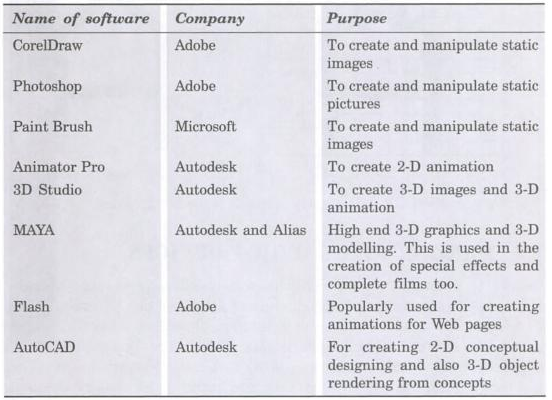 Name of software Company Purpose
CorelDraw Adobe To create and manipulate static
images
Photoshop Adobe To create and manipulate static
pictures
Paint Brush Microsoft To create and manipulate static
images
Animator Pro Autodesk To create 2-D animation
3D Studio Autodesk To create 3-D images and 3-D
animation
MAYA Autodesk and Alias High end 3-D graphics and 3-D
modelling. This is used in the
creation of special effects and
complete films too.
Flash Adobe Popularly used for creating
animations for Web pages
AutoCAD Autodesk For creating 2-D conceptual
designing and also 3-D object
rendering from concepts